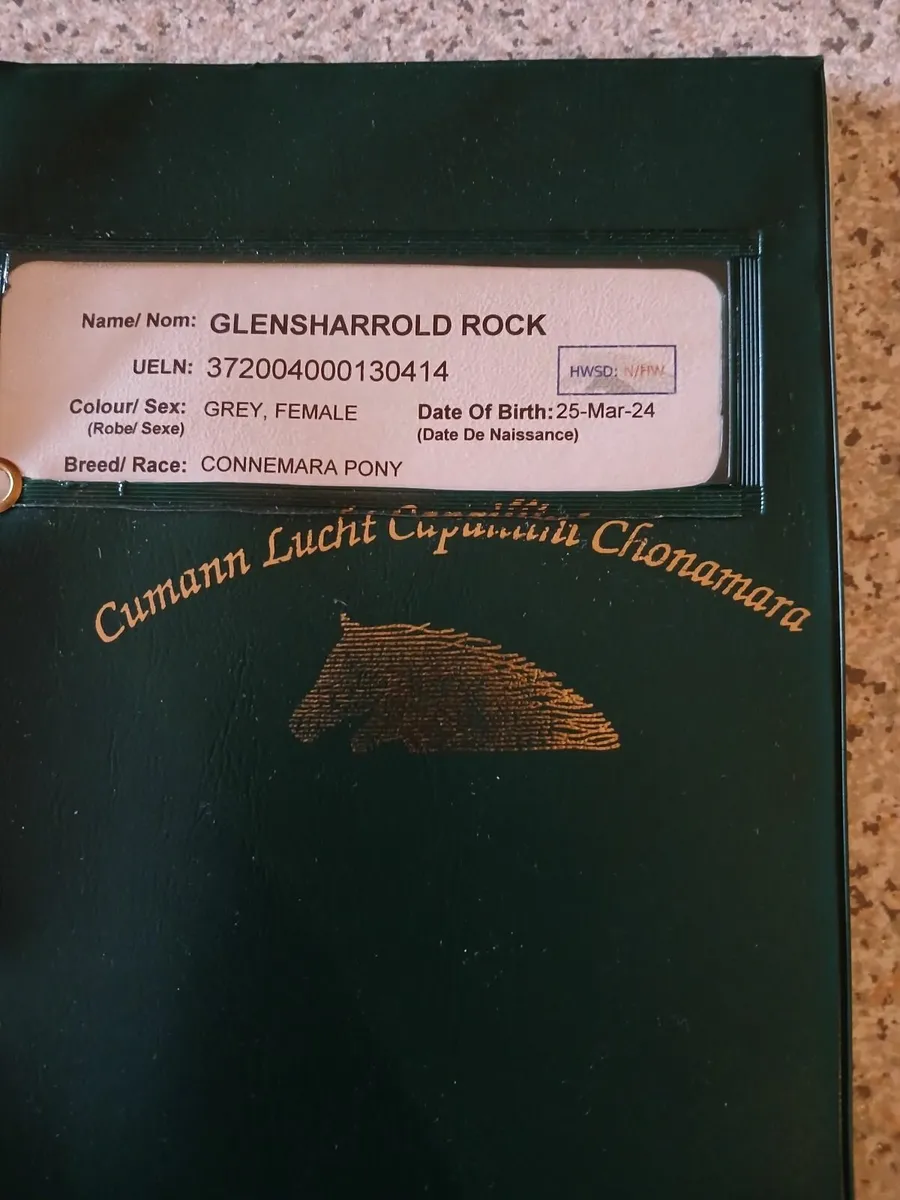 Name/ Nom: GLENSHARROLD ROCK
UELN: 372004000130414
HWSD: N/HW
Colour/ Sex: GREY, FEMALE Date Of Birth: 25-Mar-24
(Robe/ Sexe) (Date De Naissance)
Breed/ Race: CONNEMARA PONY
Cumann Lucht Chonamara